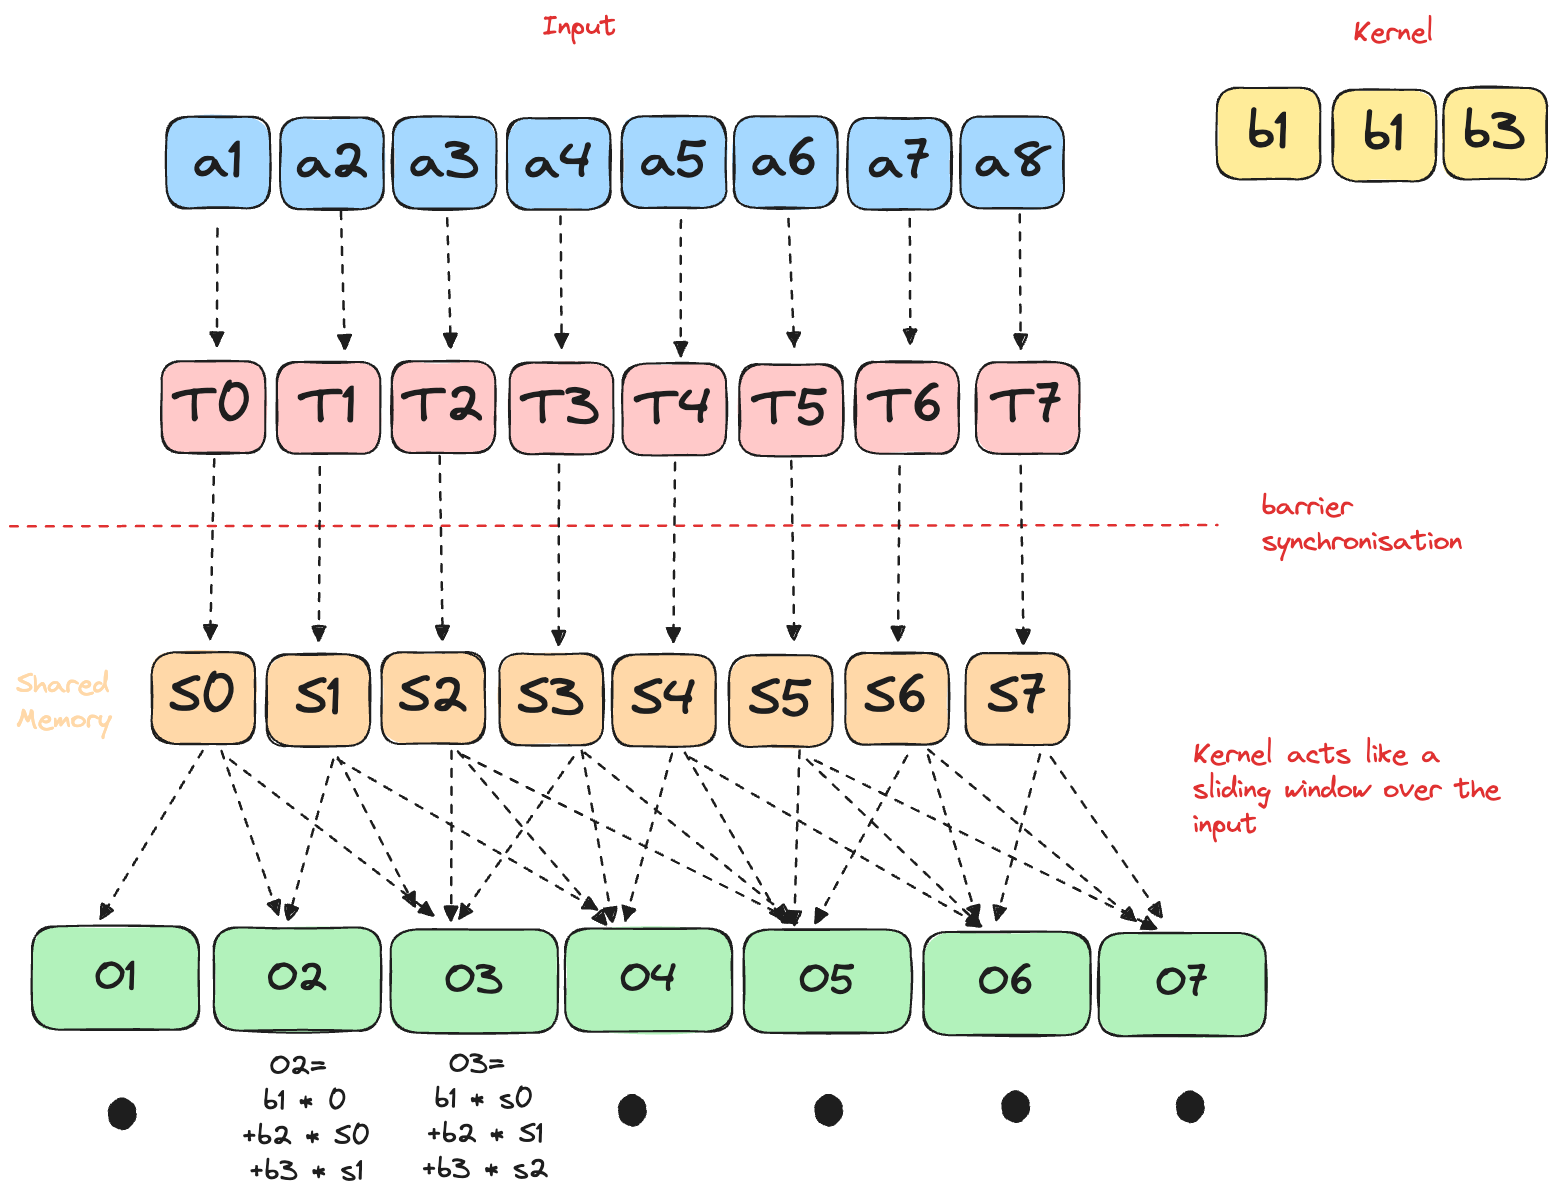 Input
Kernel
a1 a2 a3 a4 a5 a6 a7 a8
b1 b1 b3
T0 T1 T2 T3 T4 T5 T6 T7
barrier
synchronisation
Shared
Memory
S0 S1 S2 S3 S4 S5 S6 S7
Kernel acts like a
sliding window over the
input
O1 O2 O3 O4 O5 O6 O7
O2=
b1 * 0
+b2 * S0
+b3 * s1
O3=
b1 * s0
+b2 * S1
+b3 * s2